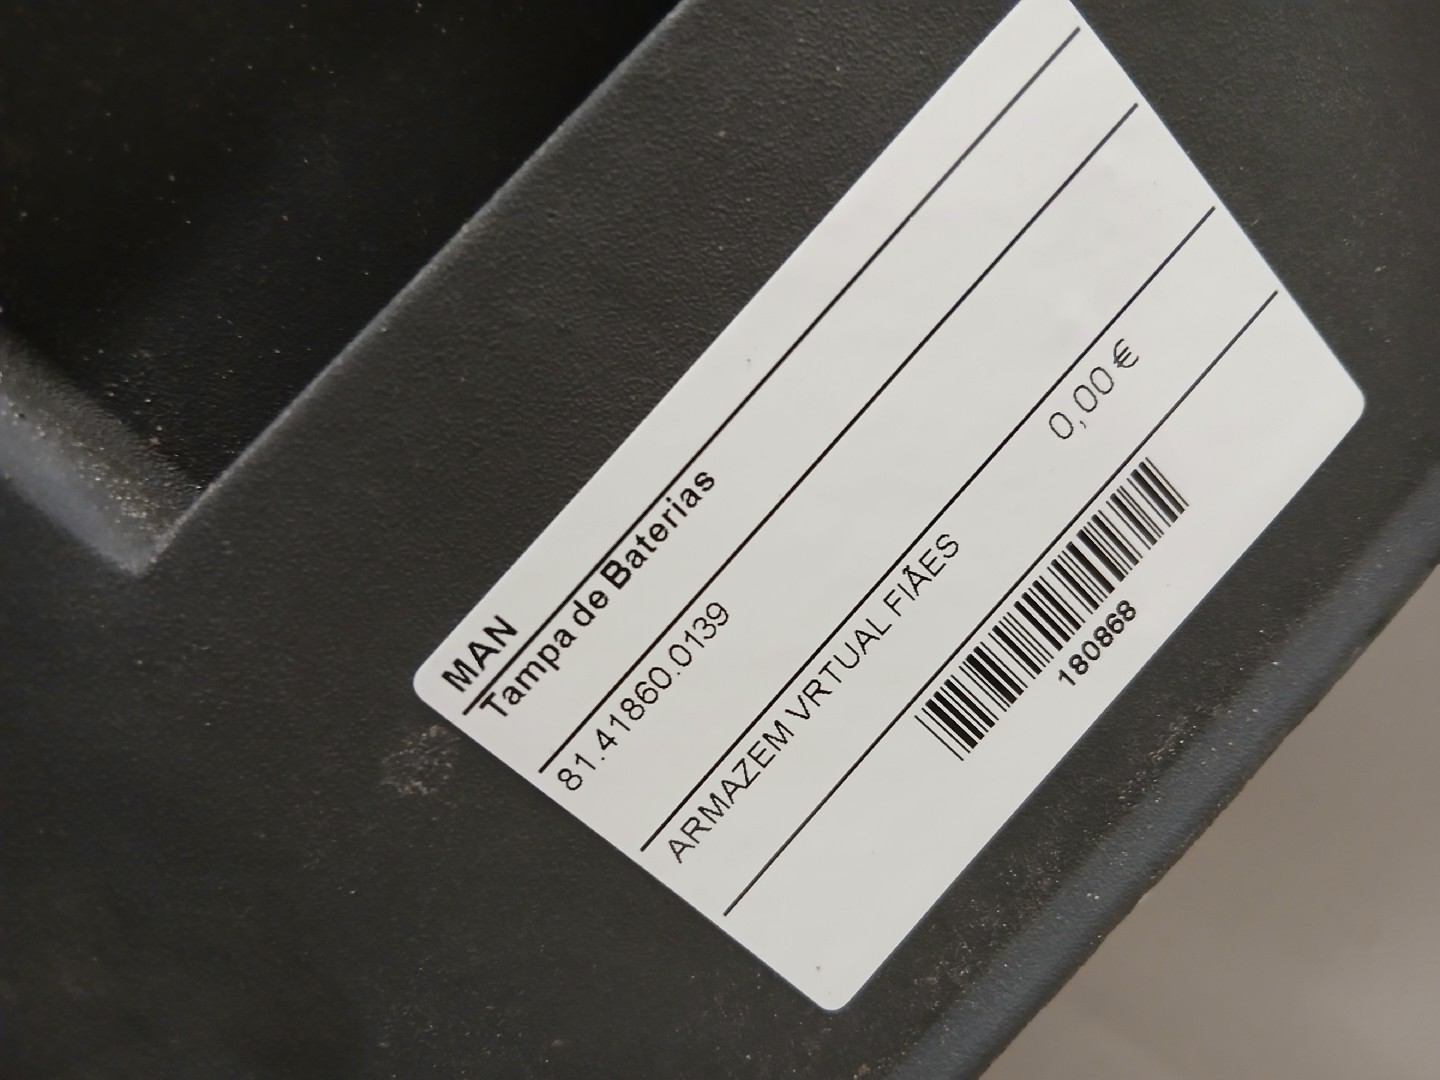 MAN
Tampa de Baterias
81.41860.0139
ARMAZEM VRTUAL FIÃES
0,00 €
180868